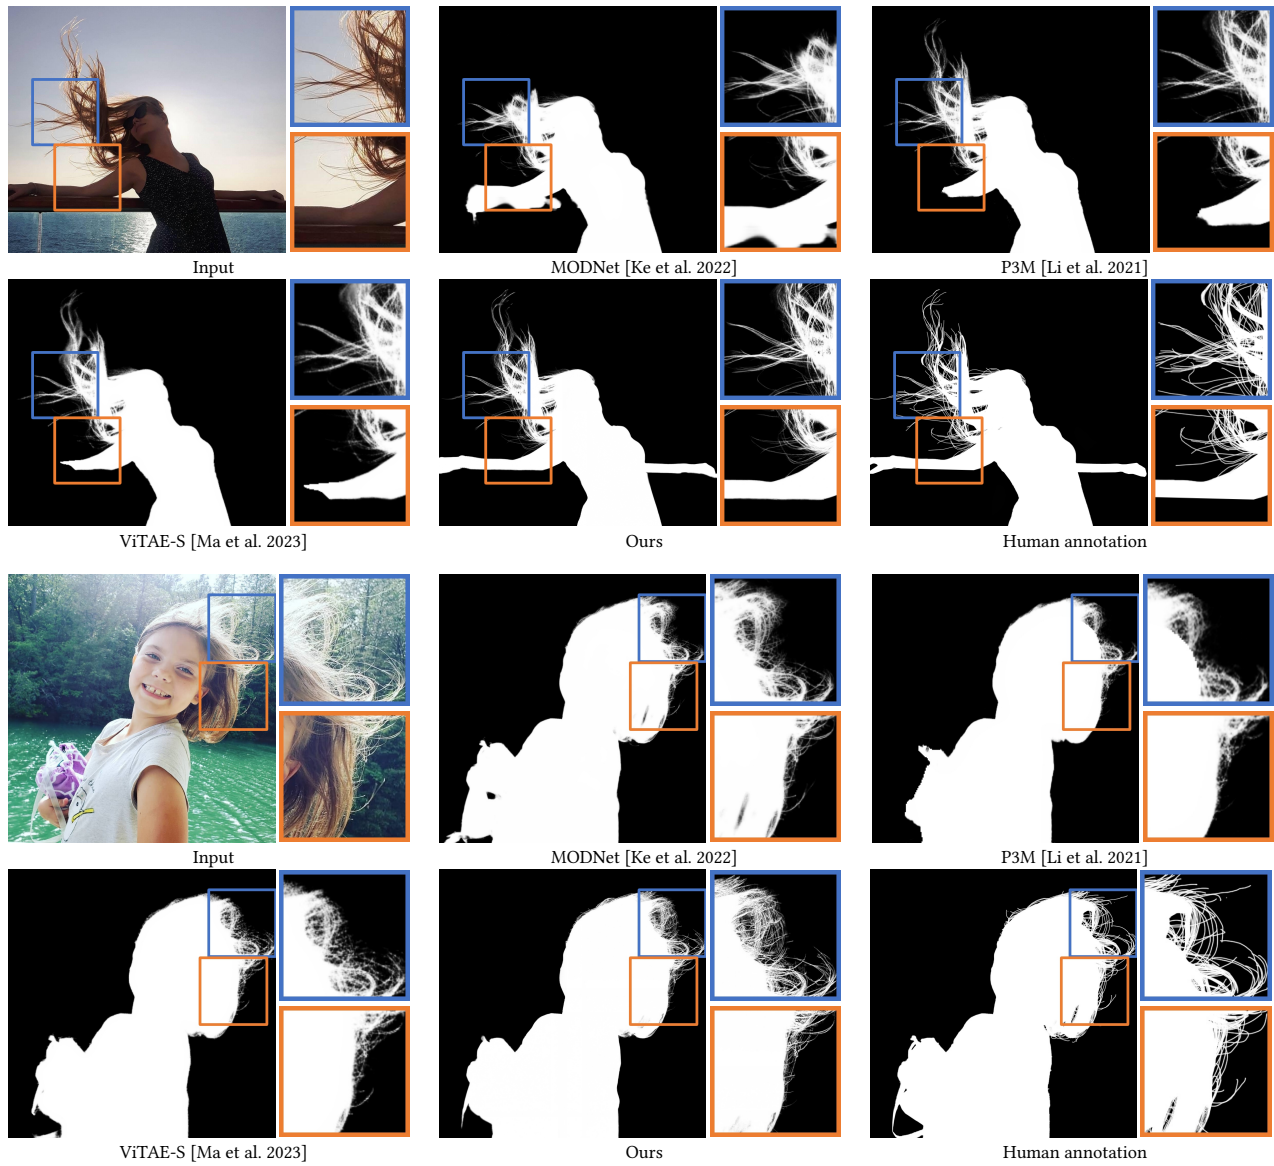 Input
MODNet [Ke et al. 2022]
P3M [Li et al. 2021]
ViTAE-S [Ma et al. 2023]
Ours
Human annotation
Input
MODNet [Ke et al. 2022]
P3M [Li et al. 2021]
ViTAE-S [Ma et al. 2023]
Ours
Human annotation